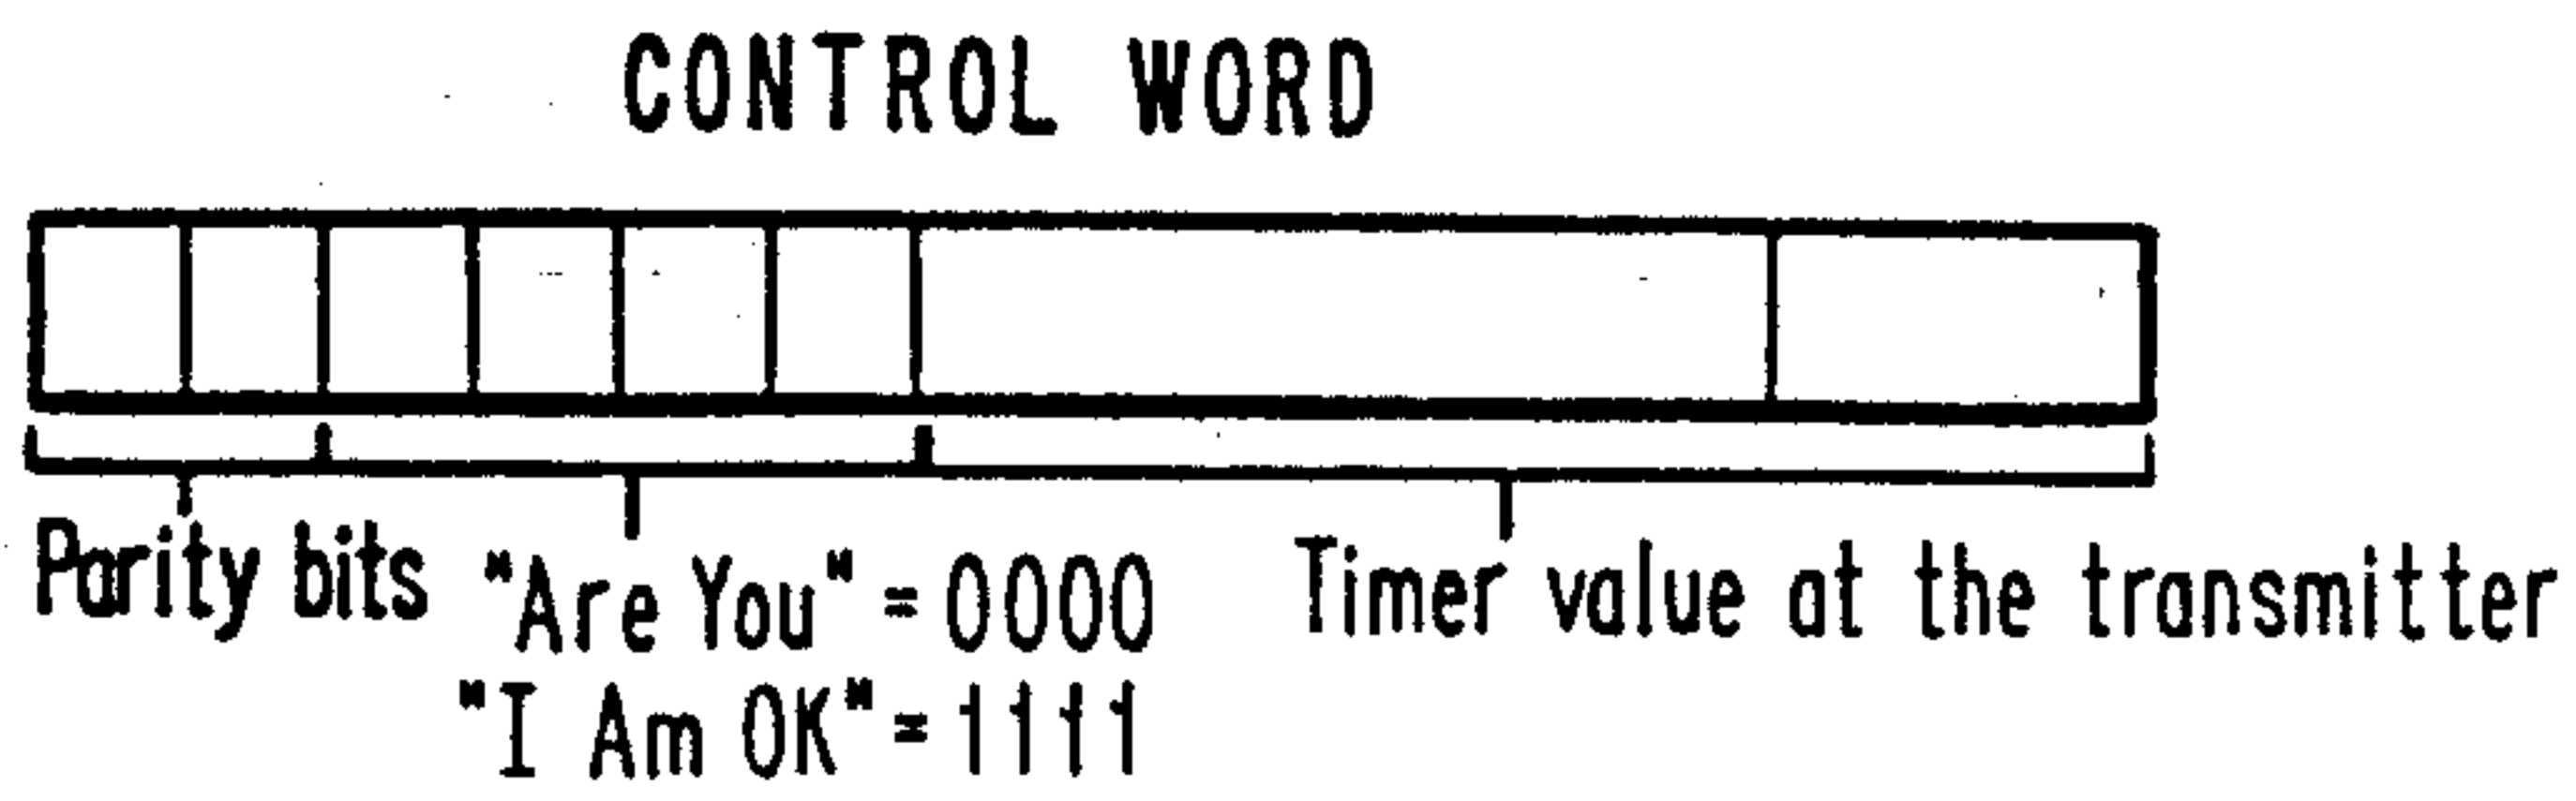 CONTROL WORD
Parity bits
"Are You" = 0000
"I Am OK" = 1111
Timer value at the transmitter